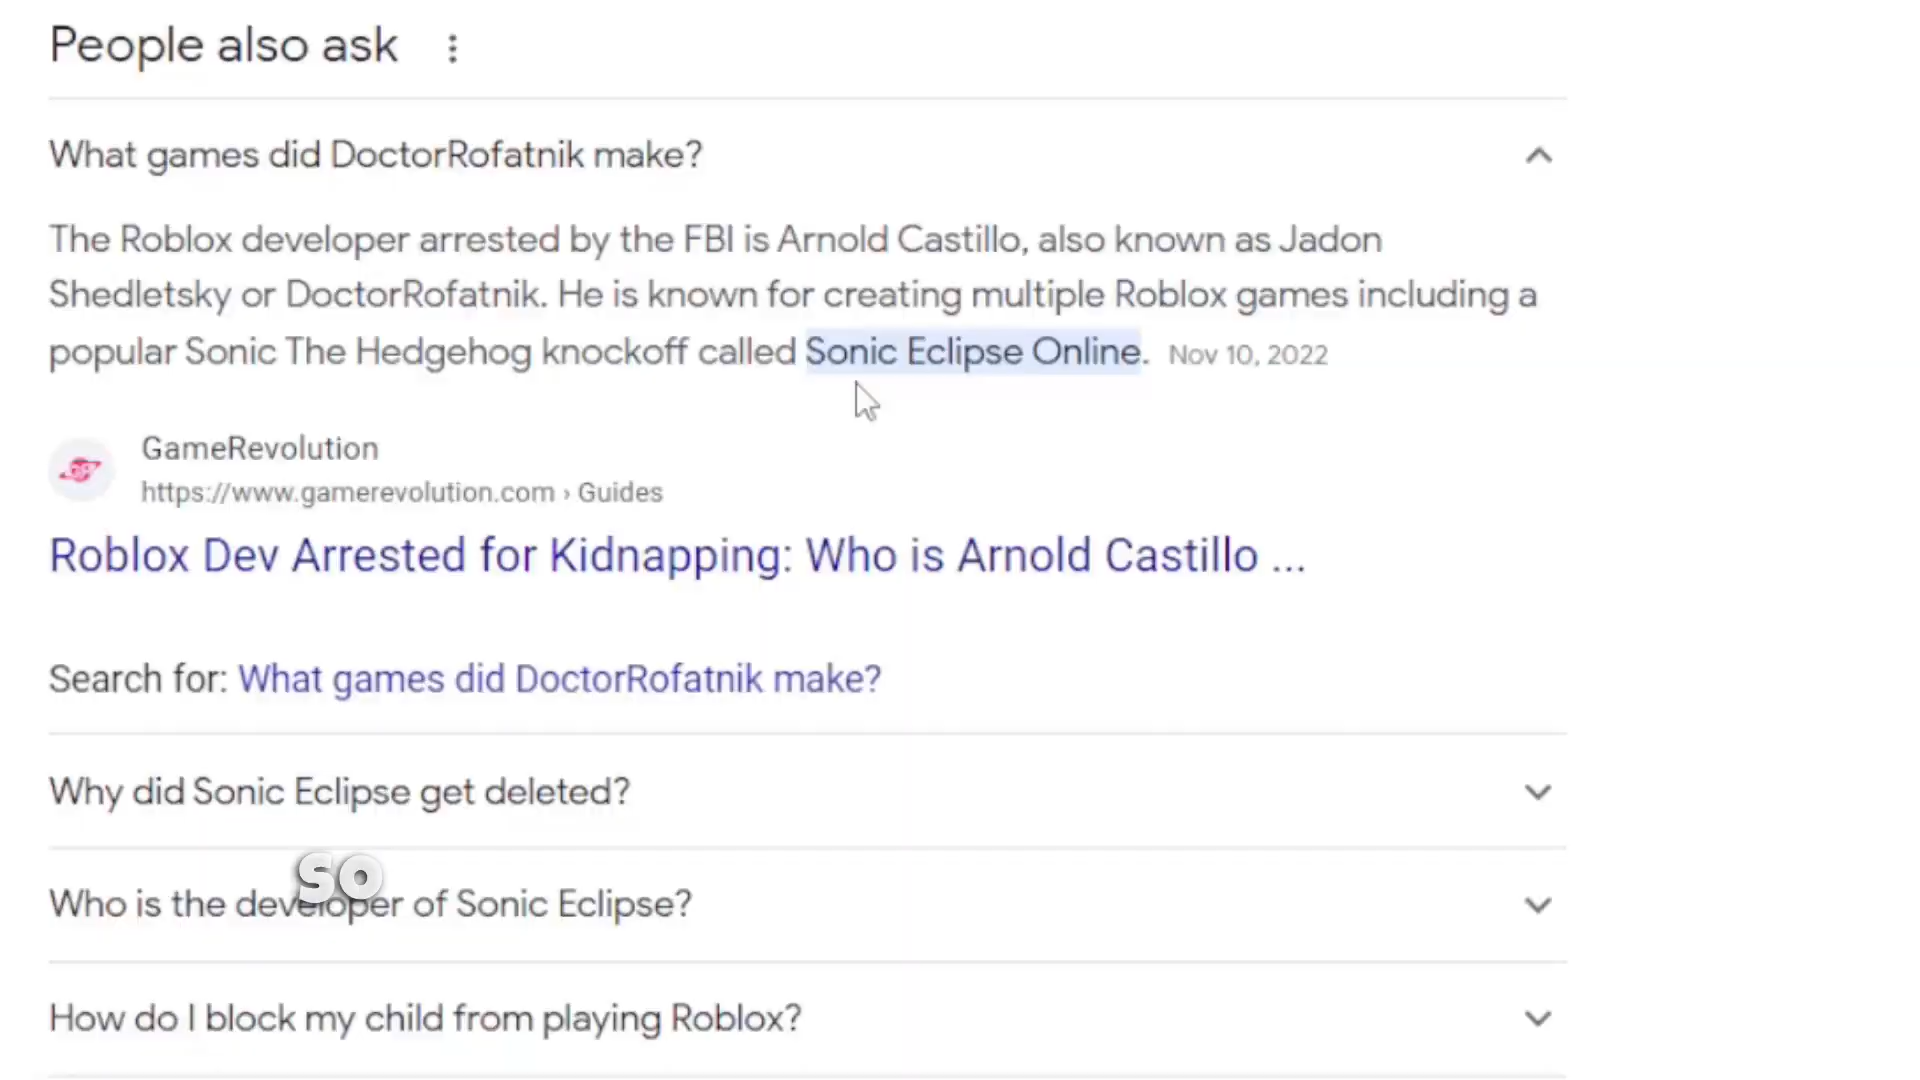 People also ask
What games did DoctorRofatnik make?
The Roblox developer arrested by the FBI is Arnold Castillo, also known as Jadon
Shedletsky or DoctorRofatnik. He is known for creating multiple Roblox games including a
popular Sonic The Hedgehog knockoff called Sonic Eclipse Online. Nov 10, 2022
GameRevolution
https://www.gamerevolution.com › Guides
Roblox Dev Arrested for Kidnapping: Who is Arnold Castillo ...
Search for: What games did DoctorRofatnik make?
Why did Sonic Eclipse get deleted?
so
Who is the developer of Sonic Eclipse?
How do I block my child from playing Roblox?